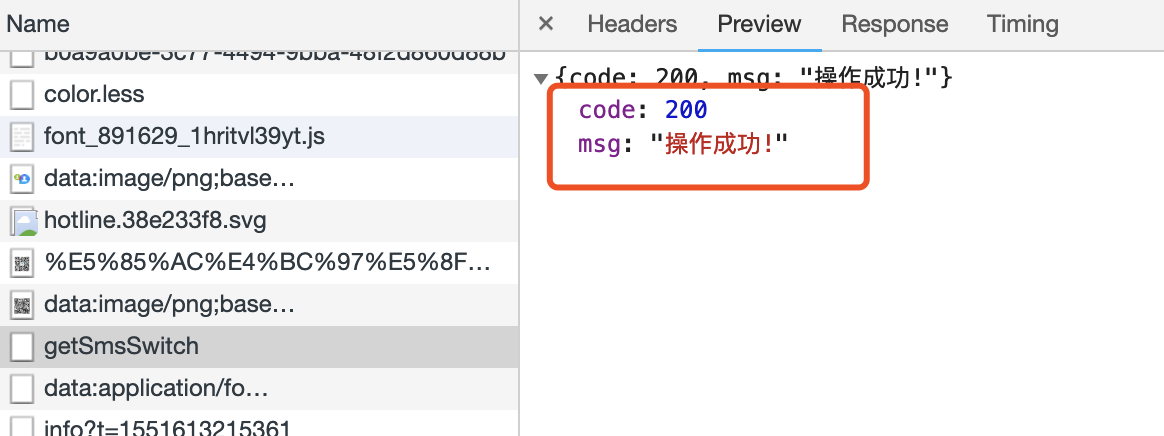 Name
× Headers Preview Response Timing
b0a9a0be-3c77-4494-9bba-48f2d860d88b
color.less
font_891629_1hritvl39yt.js
data:image/png;base…
hotline.38e233f8.svg
%E5%85%AC%E4%BC%97%E5%8F…
data:image/png;base…
getSmsSwitch
data:application/fo…
info?t=1551613215361
▼{code: 200, msg: "操作成功!"}
code: 200
msg: "操作成功!"